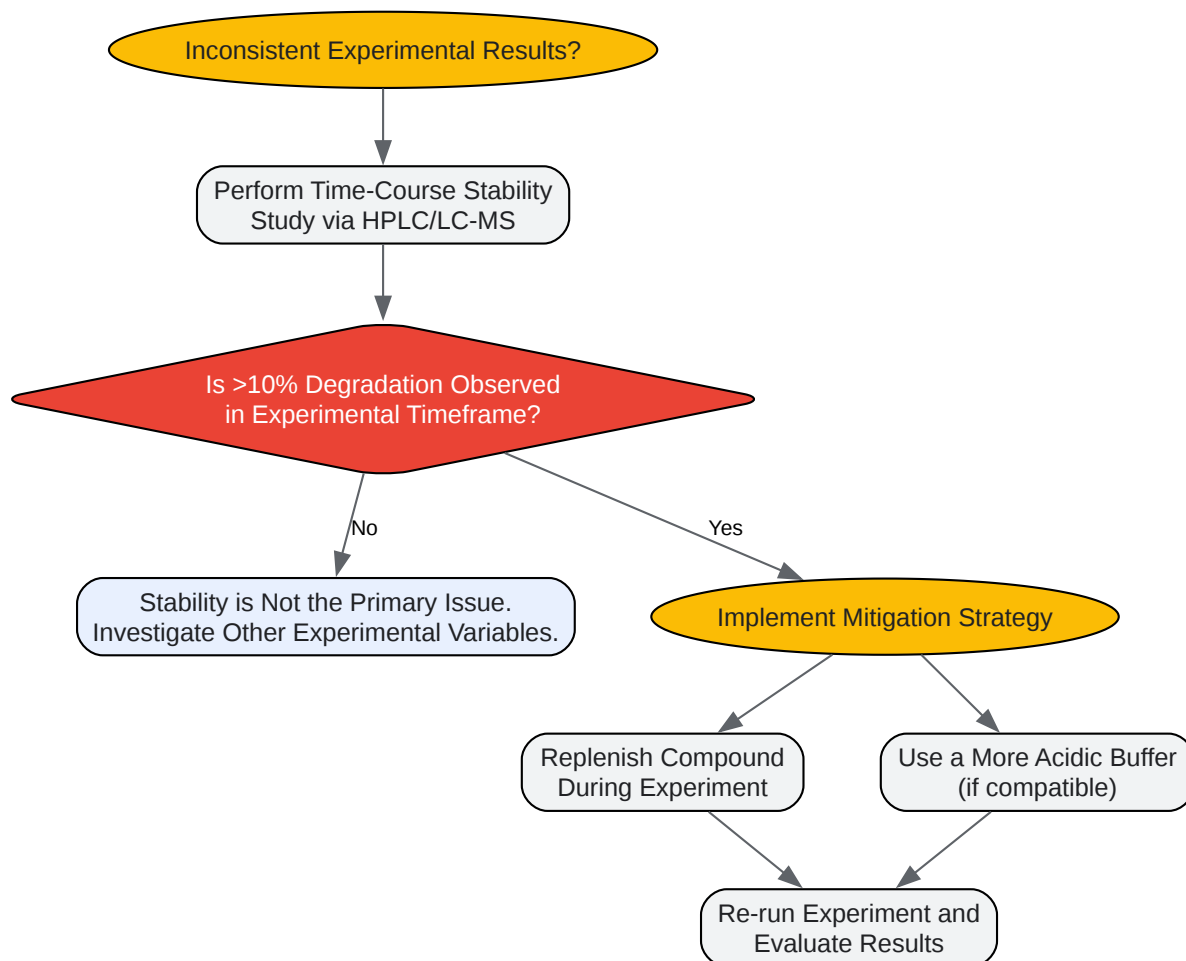 Inconsistent Experimental Results?
Perform Time-Course Stability
Study via HPLC/LC-MS
Is >10% Degradation Observed
in Experimental Timeframe?
No
Yes
Stability is Not the Primary Issue.
Investigate Other Experimental Variables.
Implement Mitigation Strategy
Replenish Compound
During Experiment
Use a More Acidic Buffer
(if compatible)
Re-run Experiment and
Evaluate Results